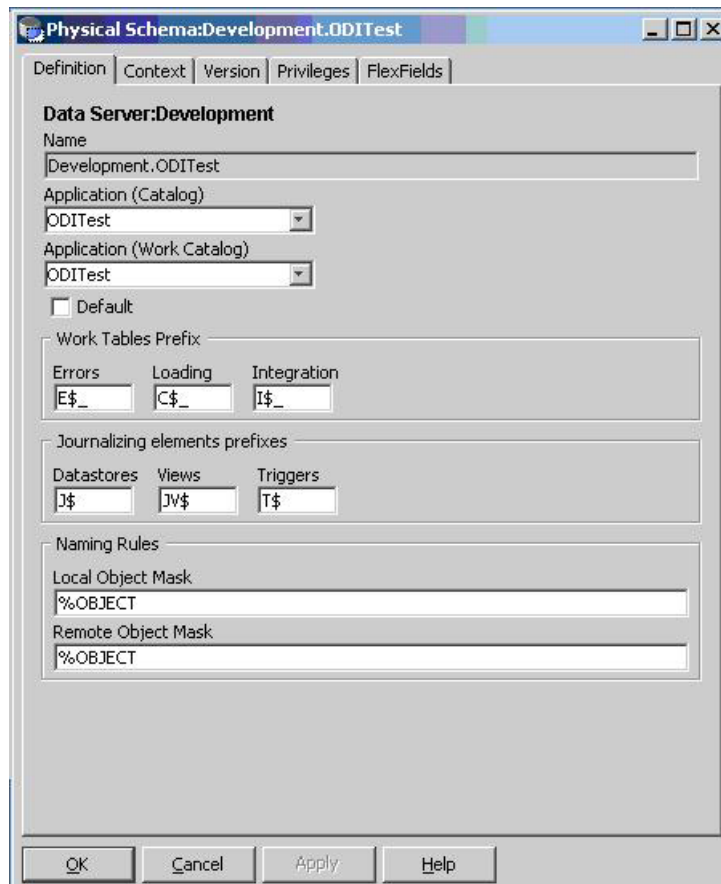 Physical Schema:Development.ODITest
Definition Context Version Privileges FlexFields
Data Server:Development
Name
Development.ODITest
Application (Catalog)
ODITest
Application (Work Catalog)
ODITest
Default
Work Tables Prefix
Errors Loading Integration
E$_ C$_ I$_
Journalizing elements prefixes
Datastores Views Triggers
J$ JV$ T$
Naming Rules
Local Object Mask
%OBJECT
Remote Object Mask
%OBJECT
OK Cancel Apply Help